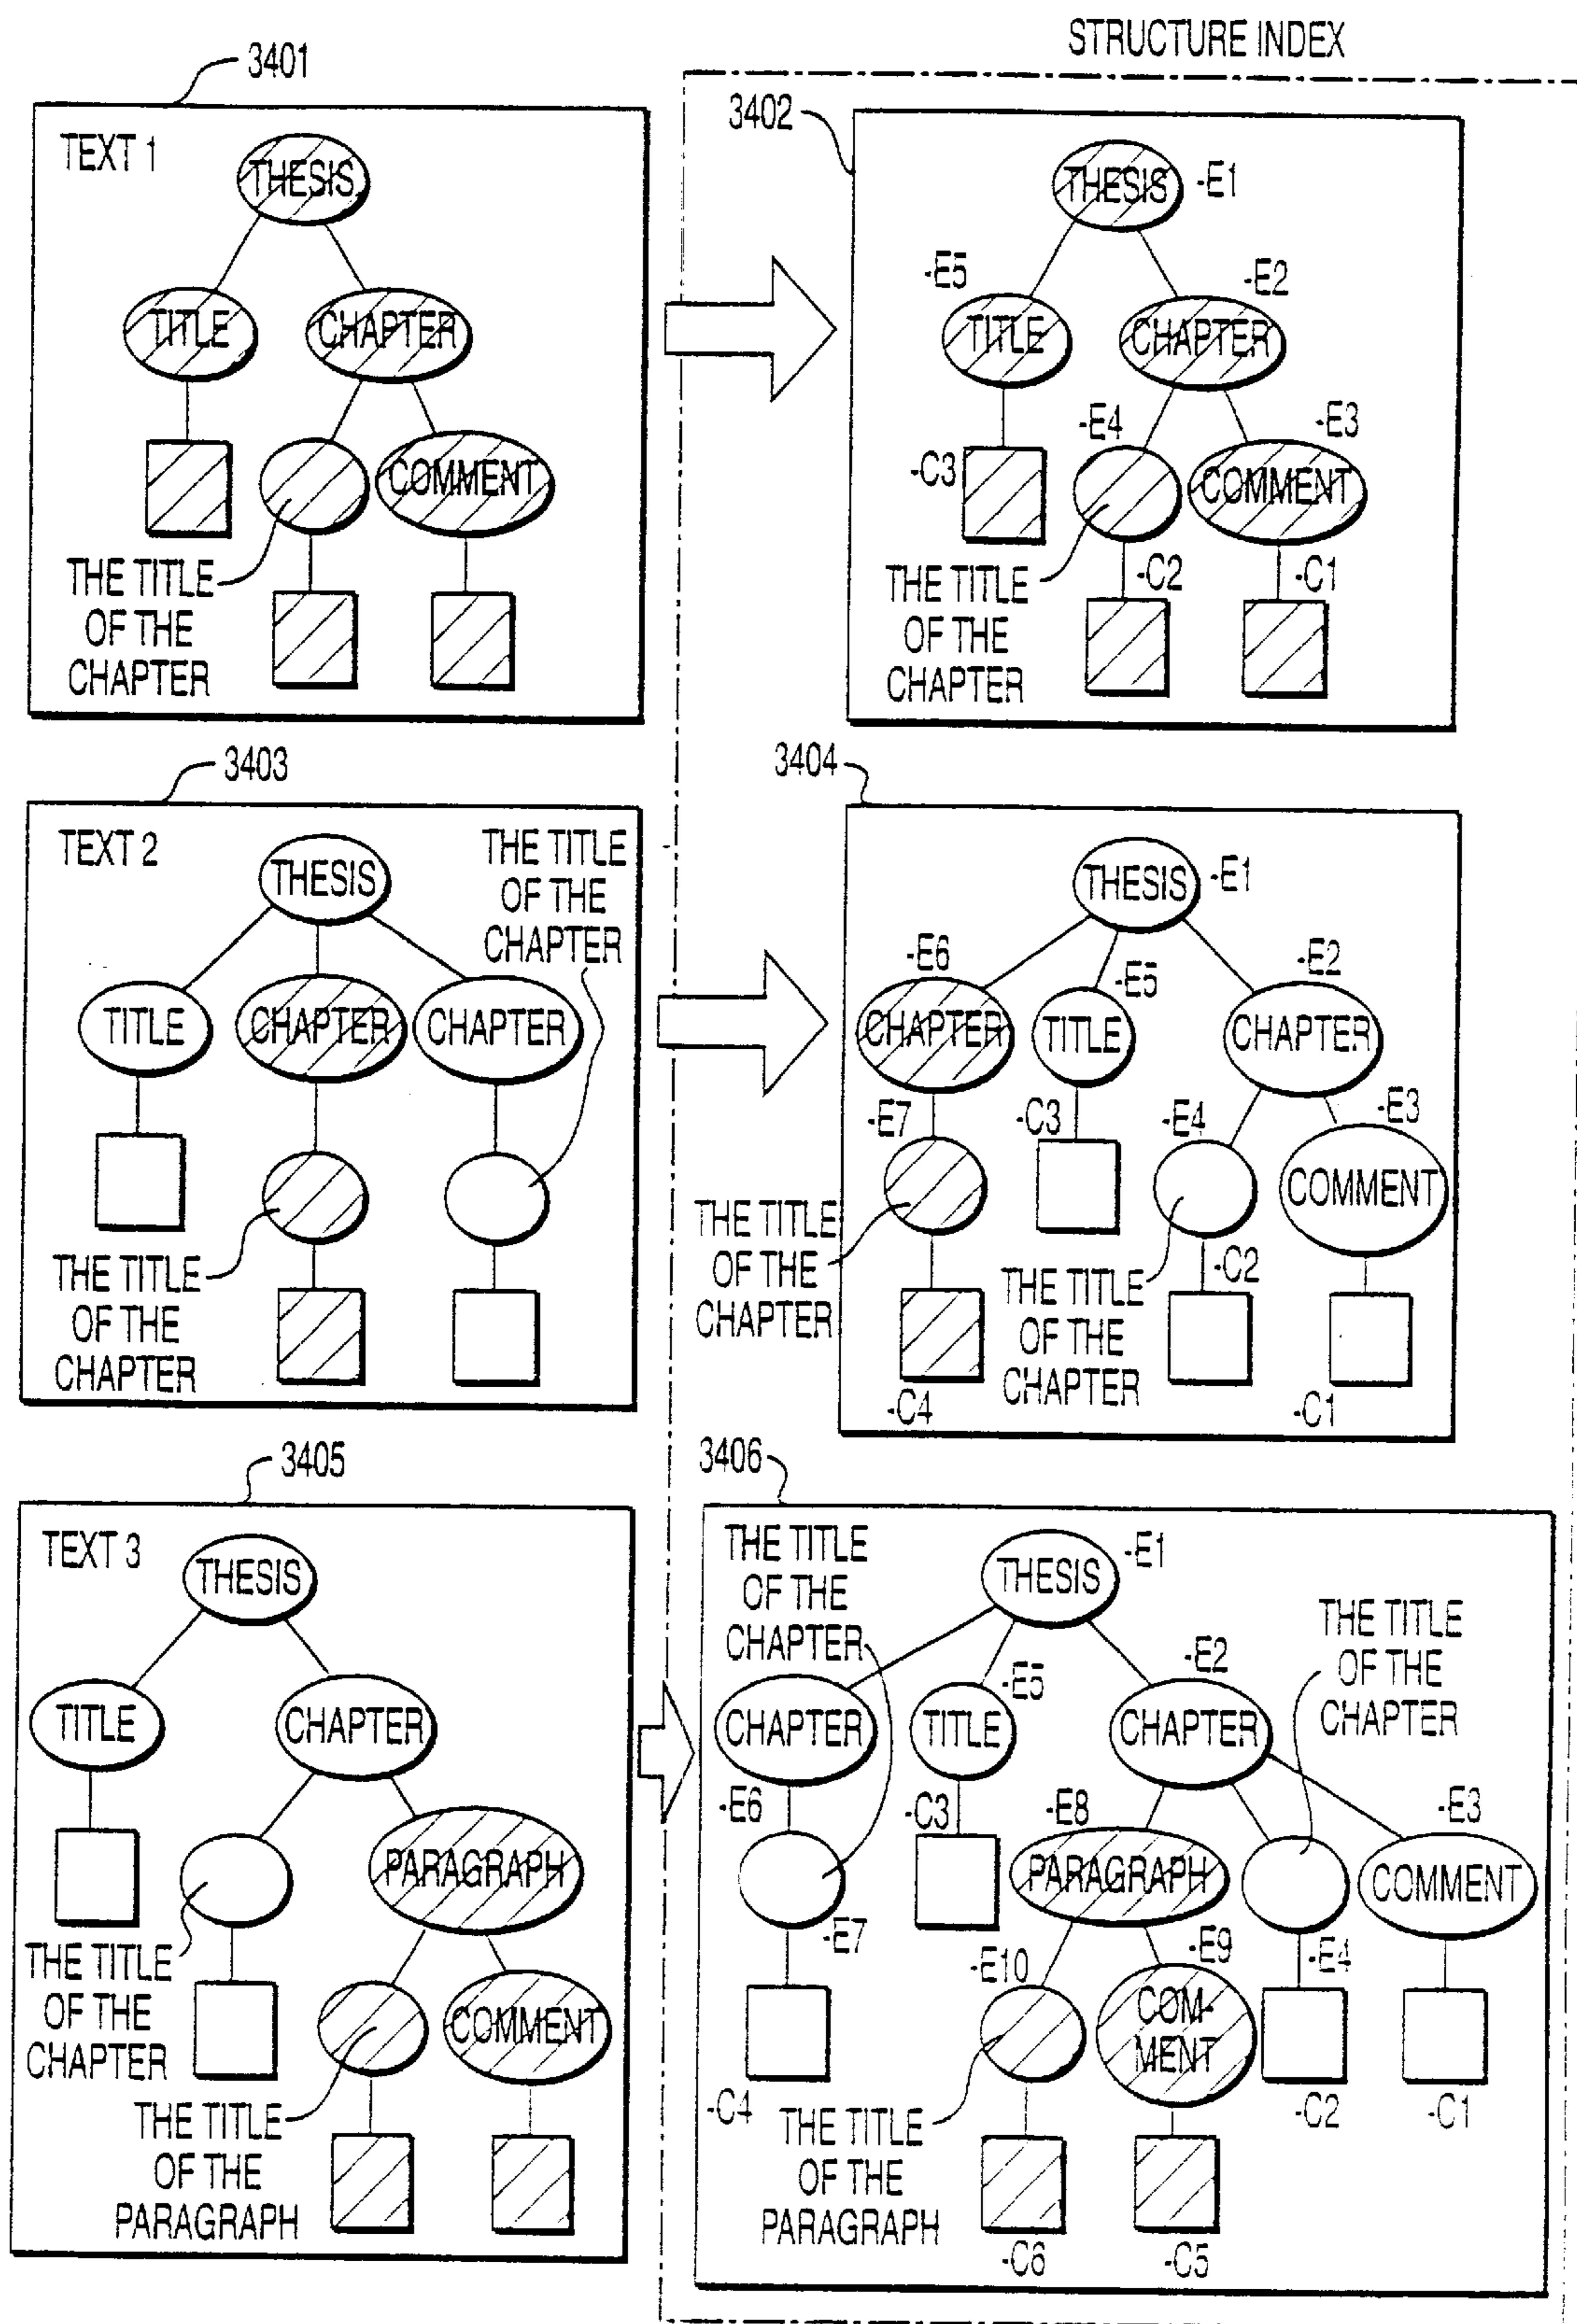 STRUCTURE INDEX
3401
TEXT 1
THESIS
TITLE
CHAPTER
COMMENT
THE TITLE
OF THE
CHAPTER
3402
THESIS
-E1
-E5
-E2
TITLE
CHAPTER
-E4
-E3
-C3
COMMENT
-C2
-C1
THE TITLE
OF THE
CHAPTER
3403
TEXT 2
THESIS
THE TITLE
OF THE
CHAPTER
TITLE
CHAPTER
CHAPTER
THE TITLE
OF THE
CHAPTER
3404
THESIS
-E1
-E6
-E5
-E2
CHAPTER
TITLE
CHAPTER
-E7
-C3
-E4
-E3
COMMENT
THE TITLE
OF THE
CHAPTER
-C2
THE TITLE
OF THE
CHAPTER
-C4
-C1
3405
TEXT 3
THESIS
TITLE
CHAPTER
PARAGRAPH
THE TITLE
OF THE
CHAPTER
COMMENT
THE TITLE
OF THE
PARAGRAPH
3406
THE TITLE
OF THE
CHAPTER
THESIS
-E1
THE TITLE
OF THE
CHAPTER
-E2
-E5
CHAPTER
TITLE
CHAPTER
-E6
-C3
-E8
-E3
PARAGRAPH
COMMENT
-E7
-E10
-E9
-E4
COM-
MENT
-C4
-C2
-C1
THE TITLE
OF THE
PARAGRAPH
-C6
-C5